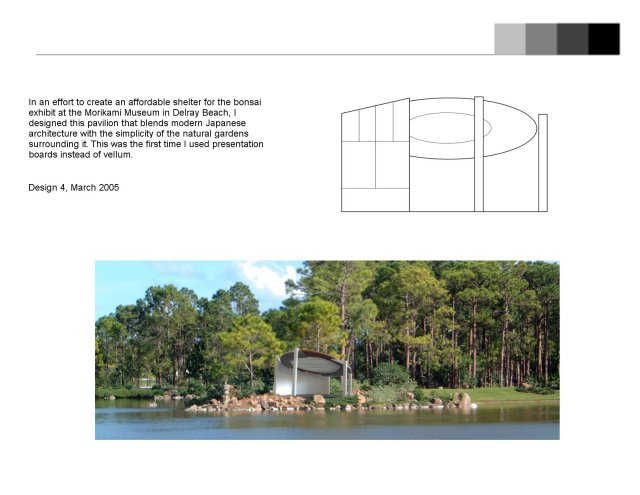 In an effort to create an affordable shelter for the bonsai
exhibit at the Morikami Museum in Delray Beach, I
designed this pavilion that blends modern Japanese
architecture with the simplicity of the natural gardens
surrounding it. This was the first time I used presentation
boards instead of vellum.
Design 4, March 2005